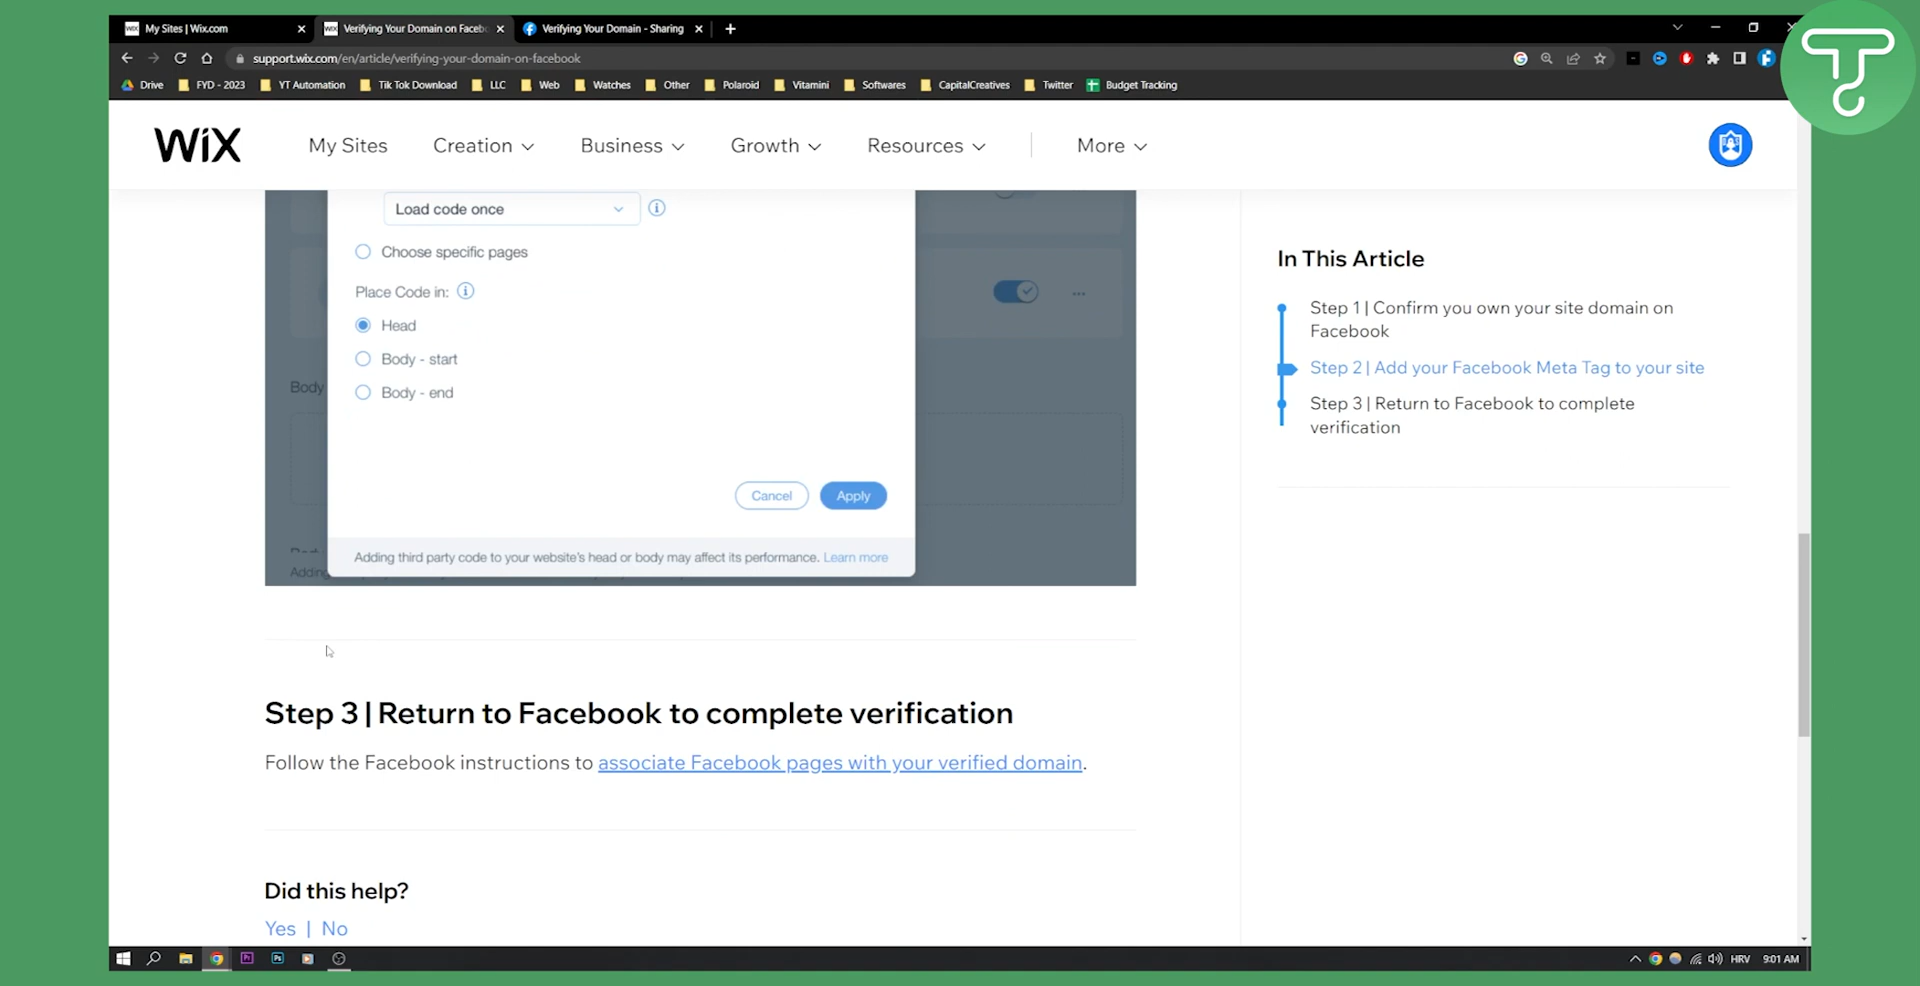 My Sites | Wix.com
Verifying Your Domain on Faceb
Verifying Your Domain - Sharing
support.wix.com/en/article/verifying-your-domain-on-facebook
Drive FYD - 2023 YT Automation Tik Tok Download LLC Web Watches Other Polaroid Vitamini Softwares CapitalCreatives Twitter Budget Tracking
WiX My Sites Creation Business Growth Resources More
Load code once
Choose specific pages
Place Code in:
Head
Body - start
Body - end
Body
Cancel Apply
Adding third party code to your website's head or body may affect its performance. Learn more
Adding
Step 3 | Return to Facebook to complete verification
Follow the Facebook instructions to associate Facebook pages with your verified domain.
Did this help?
Yes | No
In This Article
Step 1 | Confirm you own your site domain on
Facebook
Step 2 | Add your Facebook Meta Tag to your site
Step 3 | Return to Facebook to complete
verification
HRV 9:01 AM